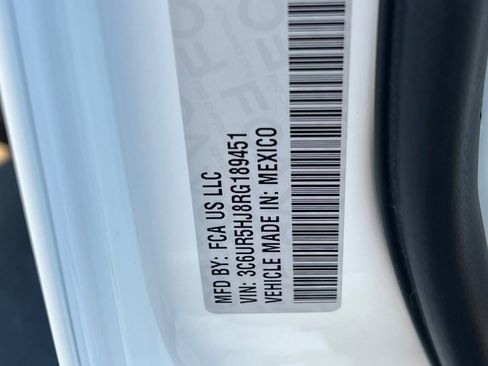 MFD BY: FCA US LLC
VIN: 3C6UR5HJ8RG189451
VEHICLE MADE IN: MEXICO